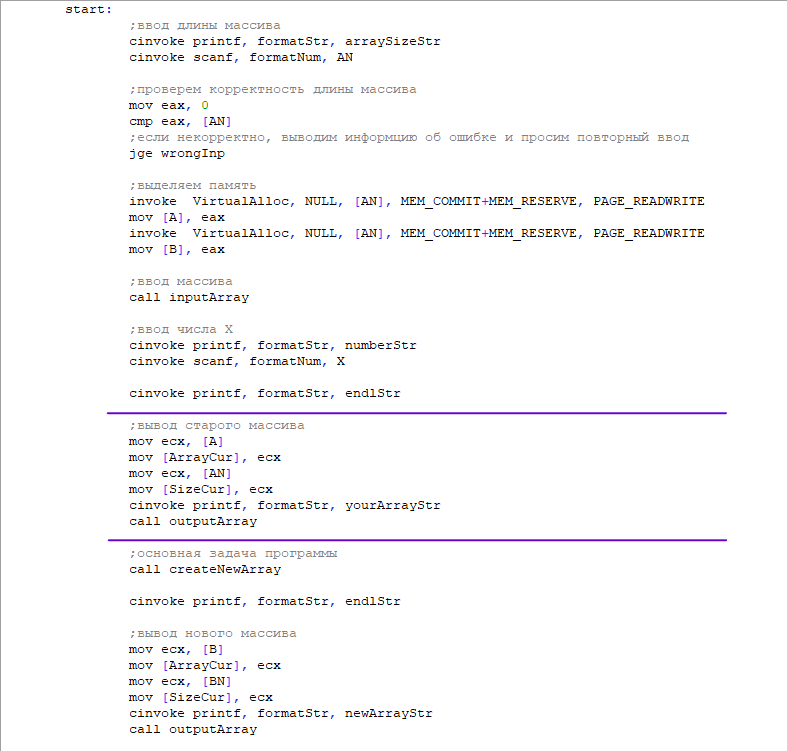 start:
;ввод длины массива
cinvoke printf, formatStr, arraySizeStr
cinvoke scanf, formatNum, AN
;проверем корректность длины массива
mov eax, 0
cmp eax, [AN]
;если некорректно, выводим информцию об ошибке и просим повторный ввод
jge wrongInp
;выделяем память
invoke  VirtualAlloc, NULL, [AN], MEM_COMMIT+MEM_RESERVE, PAGE_READWRITE
mov [A], eax
invoke  VirtualAlloc, NULL, [AN], MEM_COMMIT+MEM_RESERVE, PAGE_READWRITE
mov [B], eax
;ввод массива
call inputArray
;ввод числа X
cinvoke printf, formatStr, numberStr
cinvoke scanf, formatNum, X
cinvoke printf, formatStr, endlStr
;вывод старого массива
mov ecx, [A]
mov [ArrayCur], ecx
mov ecx, [AN]
mov [SizeCur], ecx
cinvoke printf, formatStr, yourArrayStr
call outputArray
;основная задача программы
call createNewArray
cinvoke printf, formatStr, endlStr
;вывод нового массива
mov ecx, [B]
mov [ArrayCur], ecx
mov ecx, [BN]
mov [SizeCur], ecx
cinvoke printf, formatStr, newArrayStr
call outputArray